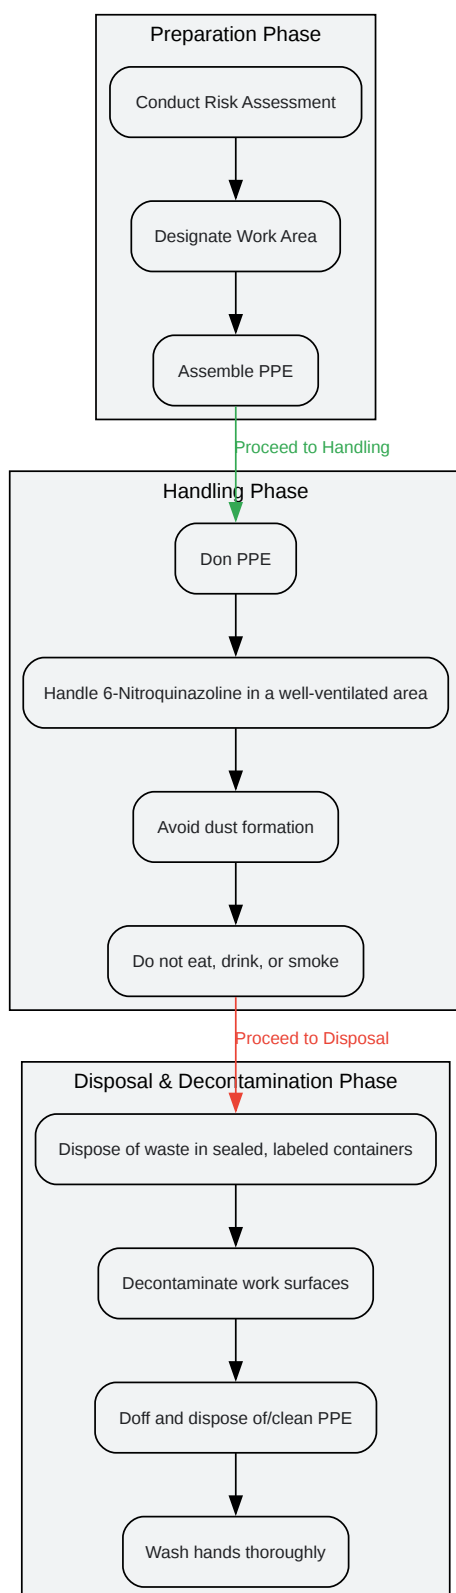 Preparation Phase
Conduct Risk Assessment
Designate Work Area
Assemble PPE
Proceed to Handling
Handling Phase
Don PPE
Handle 6-Nitroquinazoline in a well-ventilated area
Avoid dust formation
Do not eat, drink, or smoke
Proceed to Disposal
Disposal & Decontamination Phase
Dispose of waste in sealed, labeled containers
Decontaminate work surfaces
Doff and dispose of/clean PPE
Wash hands thoroughly